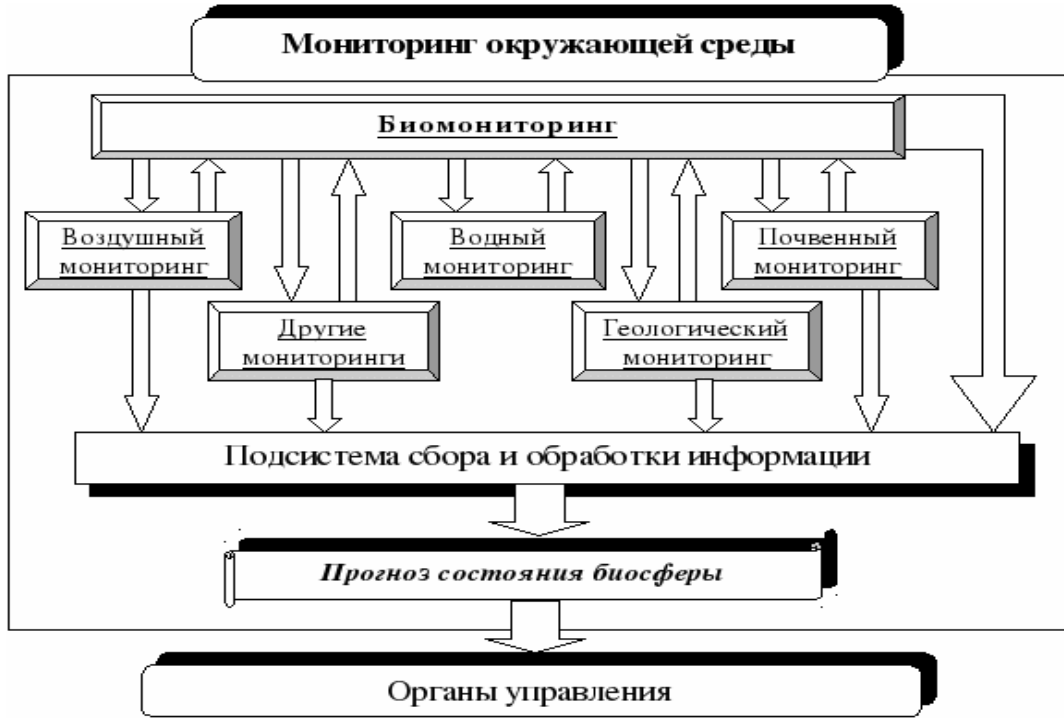 Мониторинг окружающей среды
Биомониторинг
Воздушный
мониторинг
Водный
мониторинг
Почвенный
мониторинг
Другие
мониторинги
Геологический
мониторинг
Подсистема сбора и обработки информации
Прогноз состояния биосферы
Органы управления